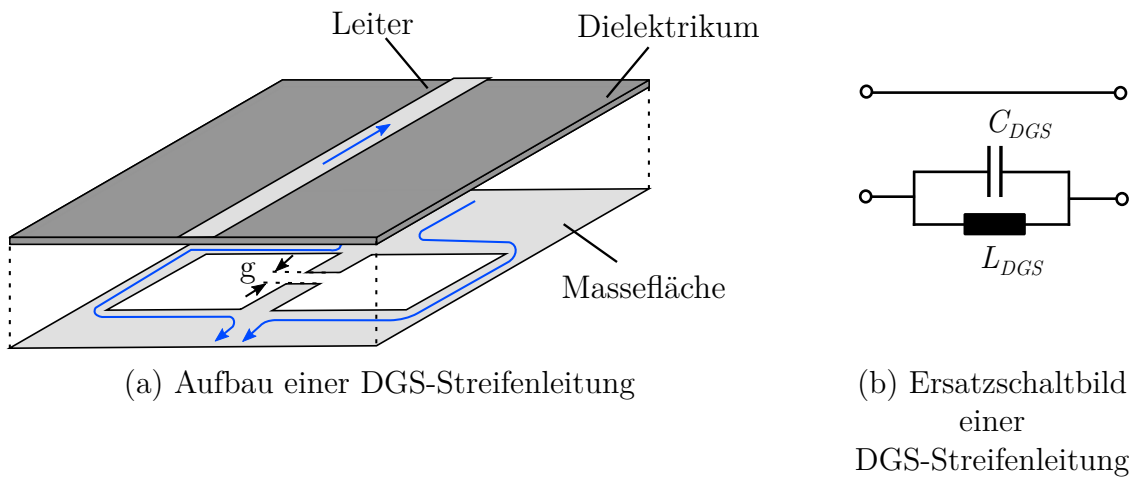 Leiter
Dielektrikum
g
Massefläche
(a) Aufbau einer DGS-Streifenleitung
C_DGS
L_DGS
(b) Ersatzschaltbild
einer
DGS-Streifenleitung